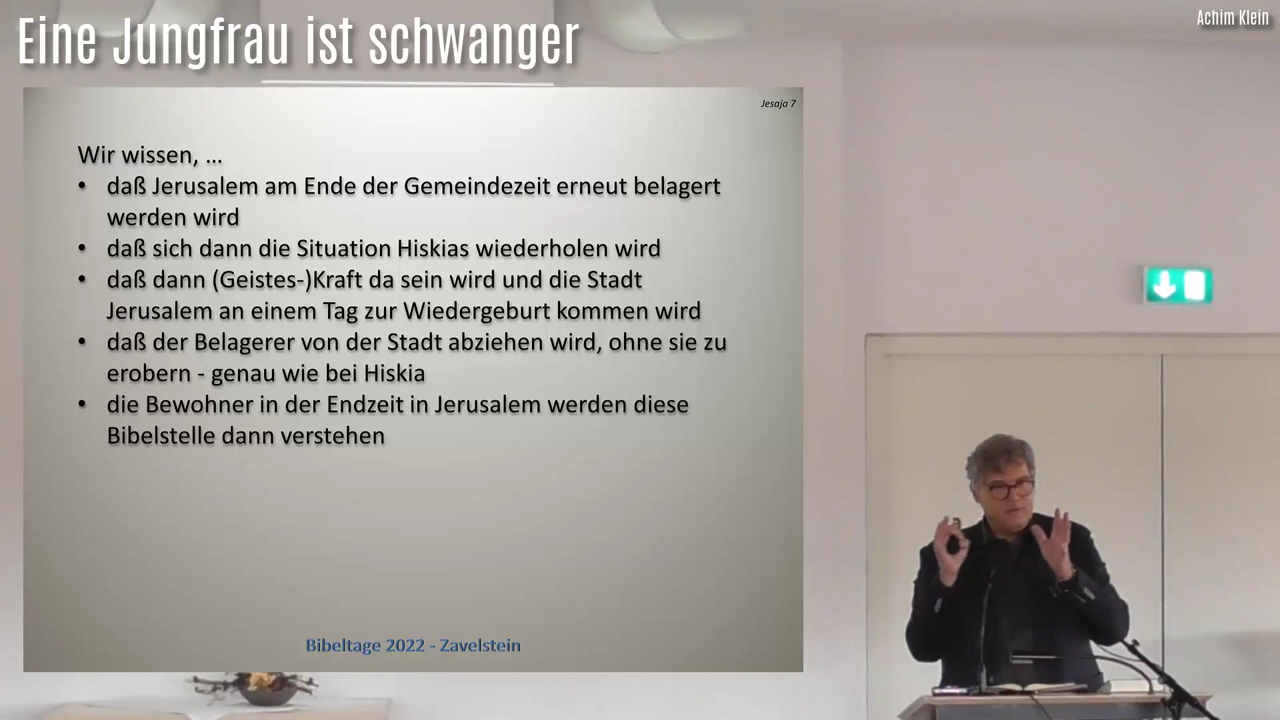 Eine Jungfrau ist schwanger
Achim Klein
Jesaja 7
Wir wissen, ...
• daß Jerusalem am Ende der Gemeindezeit erneut belagert
werden wird
• daß sich dann die Situation Hiskias wiederholen wird
• daß dann (Geistes-)Kraft da sein wird und die Stadt
Jerusalem an einem Tag zur Wiedergeburt kommen wird
• daß der Belagerer von der Stadt abziehen wird, ohne sie zu
erobern - genau wie bei Hiskia
• die Bewohner in der Endzeit in Jerusalem werden diese
Bibelstelle dann verstehen
Bibeltage 2022 - Zavelstein